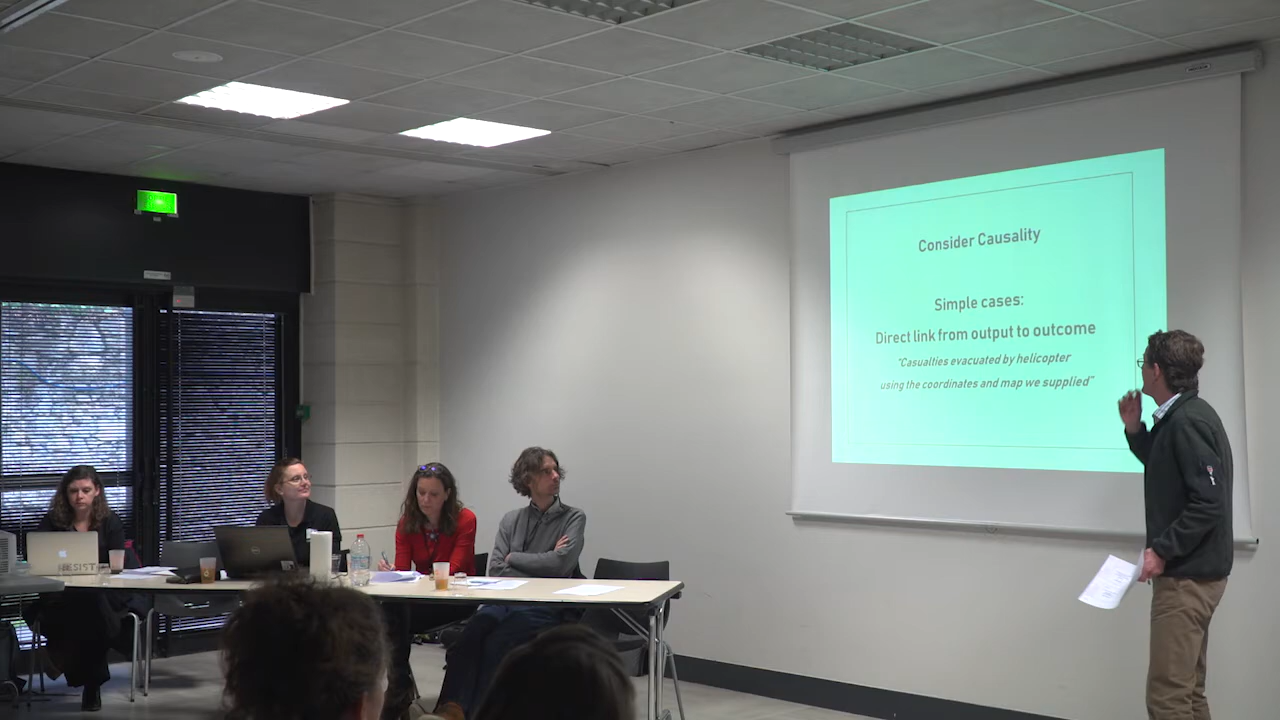 Consider Causality
Simple cases:
Direct link from output to outcome
"Casualties evacuated by helicopter
using the coordinates and map we supplied"
RESIST